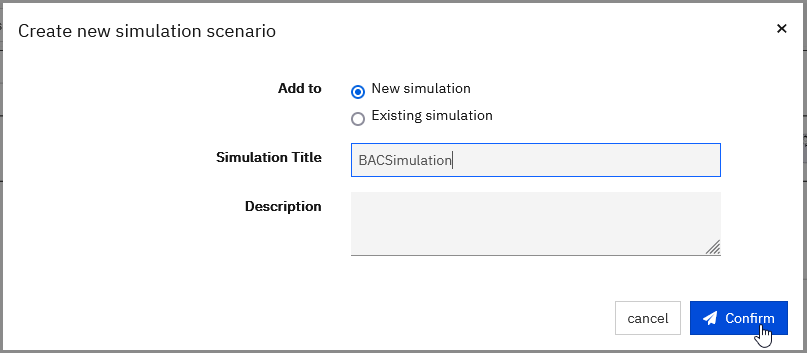 Create new simulation scenario
Add to
New simulation
Existing simulation
Simulation Title
BACSimulation
Description
cancel
Confirm